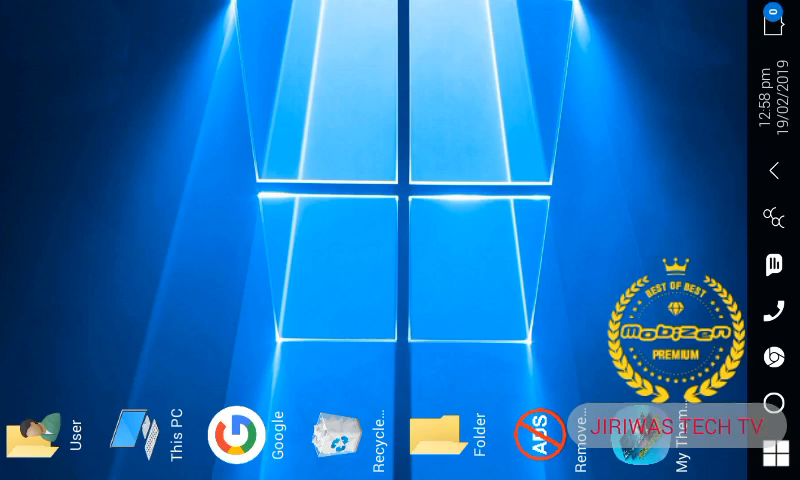 User
This PC
Google
Recycle...
Folder
ADS
Remove...
My Them...
BEST OF BEST
Mobizen
PREMIUM
JIRIWAS TECH TV
12:58 pm
19/02/2019
0